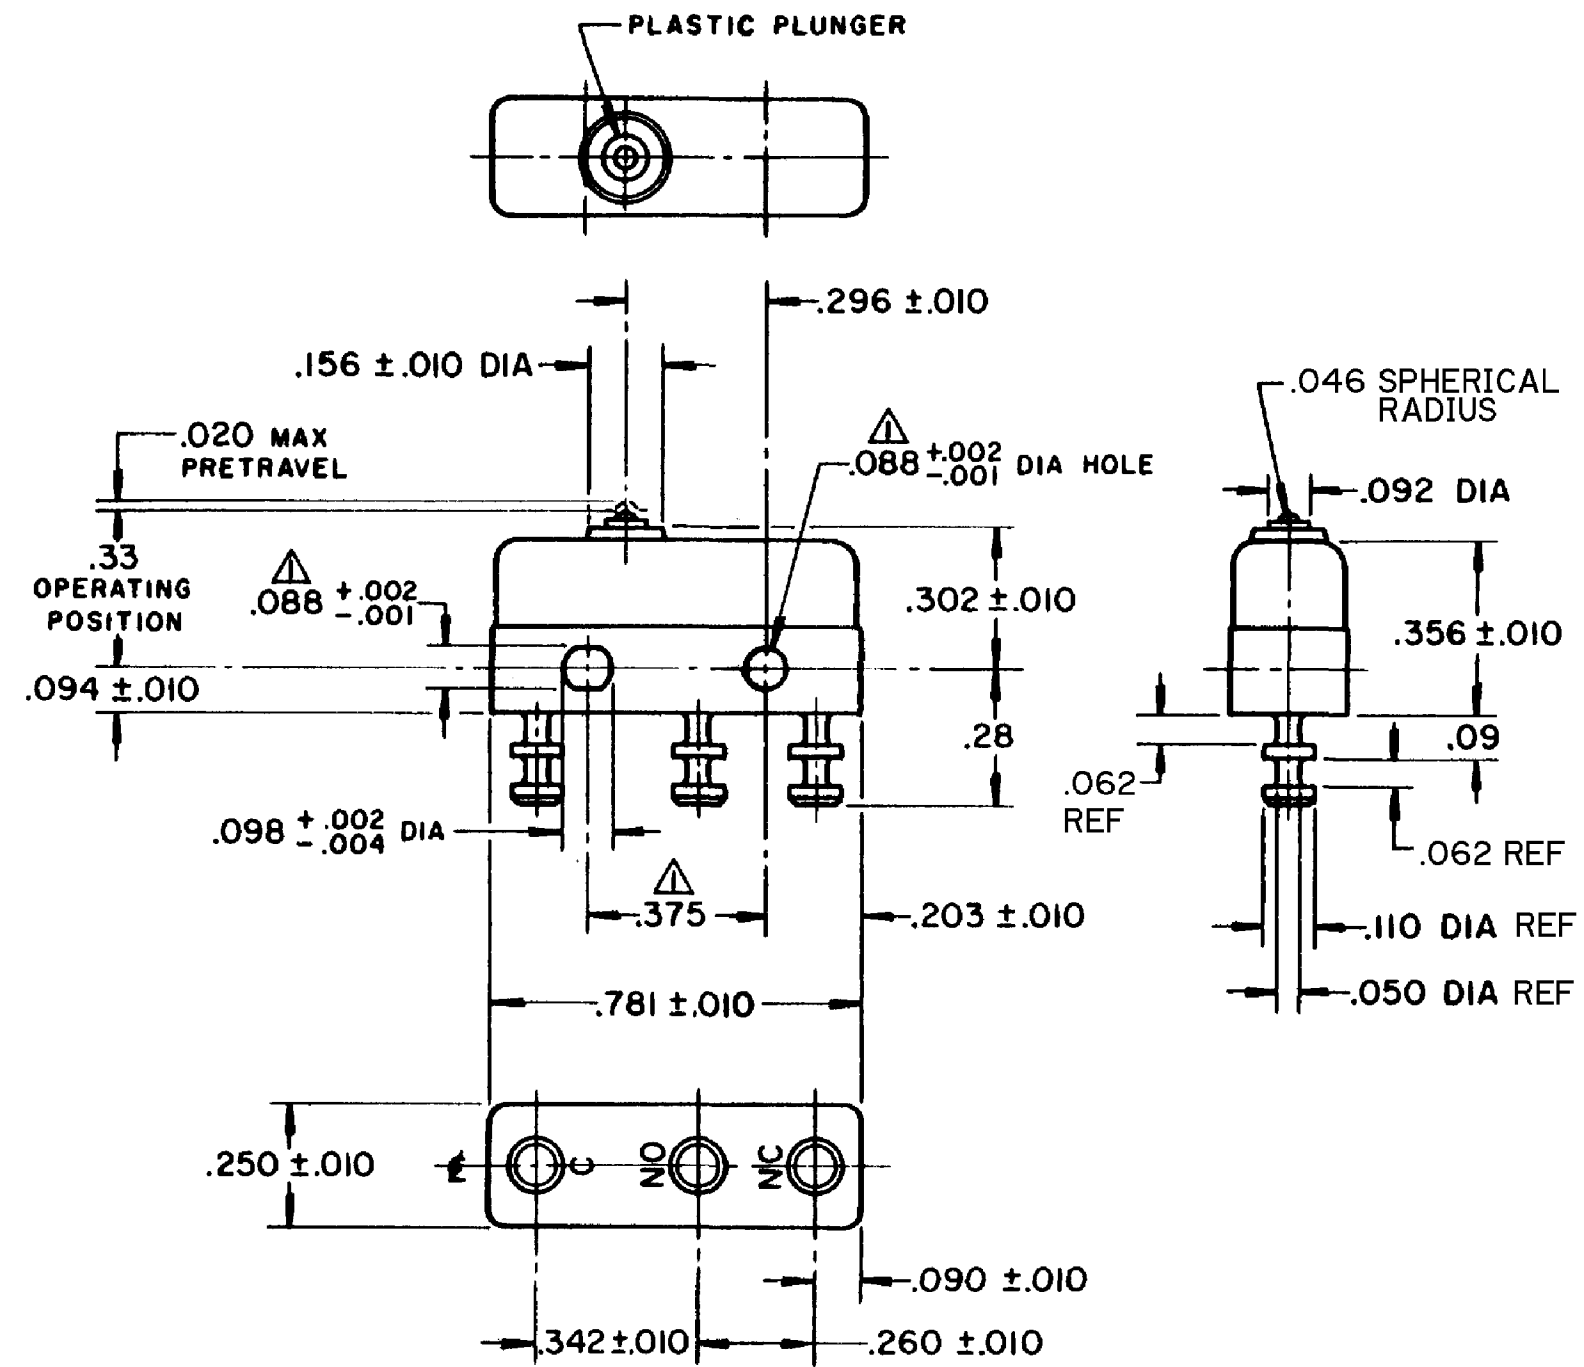 PLASTIC PLUNGER
.296 ±.010
.156 ±.010 DIA
.046 SPHERICAL
RADIUS
.020 MAX
PRETRAVEL
1
.088 +.002 -.001 DIA HOLE
.092 DIA
.33
OPERATING
POSITION
1
.088 +.002 -.001
.302 ±.010
.356 ±.010
.094 ±.010
.28
.09
.062
REF
.098 +.002 -.004 DIA
.062 REF
1
.375
.203 ±.010
.110 DIA REF
.781 ±.010
.050 DIA REF
.250 ±.010
C
NO
NC
.090 ±.010
.342 ±.010
.260 ±.010